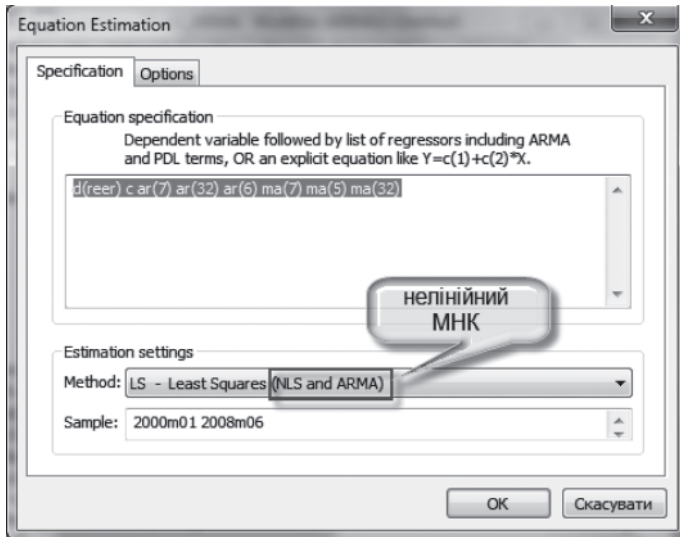 Equation Estimation
Specification
Options
Equation specification
Dependent variable followed by list of regressors including ARMA
and PDL terms, OR an explicit equation like Y=c(1)+c(2)*X.
d(reer) c ar(7) ar(32) ar(6) ma(7) ma(5) ma(32)
нелінійний
МНК
Estimation settings
Method: LS - Least Squares (NLS and ARMA)
Sample: 2000m01 2008m06
OK
Скасувати